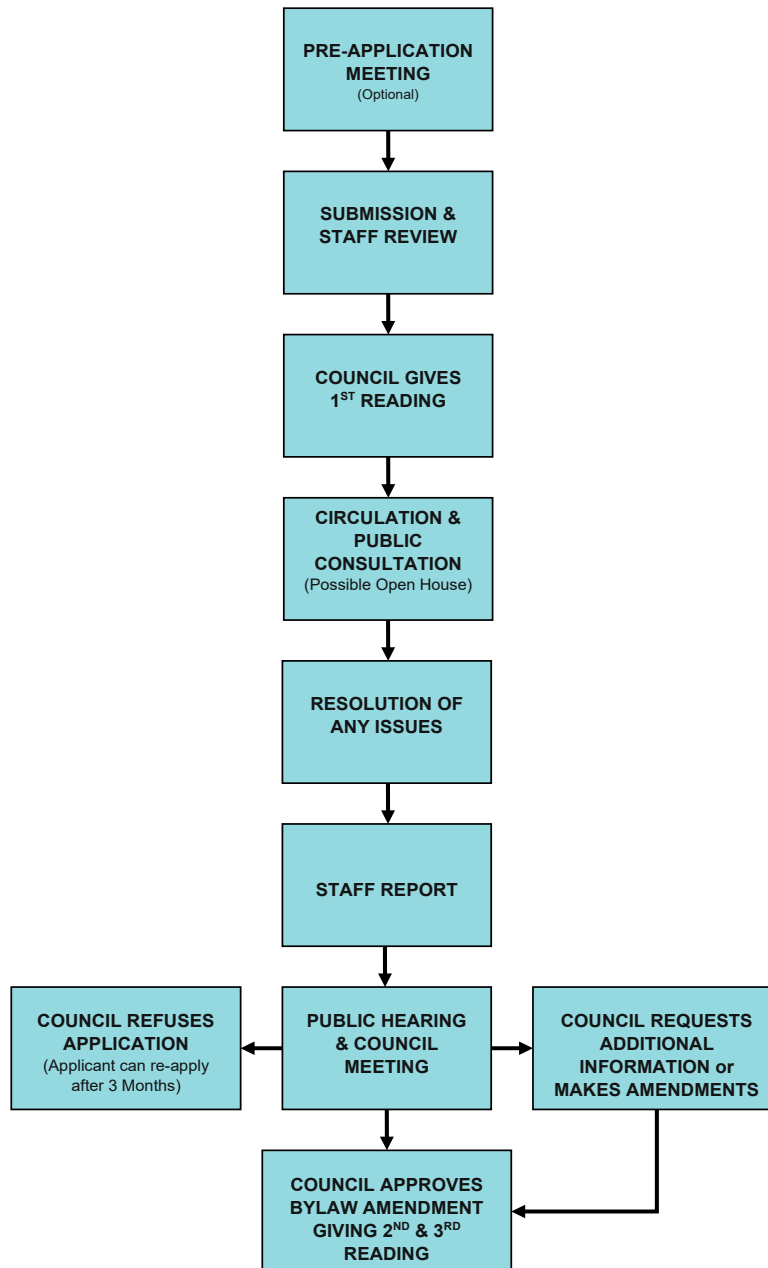 PRE-APPLICATION
MEETING
(Optional)
SUBMISSION &
STAFF REVIEW
COUNCIL GIVES
1ST READING
CIRCULATION &
PUBLIC
CONSULTATION
(Possible Open House)
RESOLUTION OF
ANY ISSUES
STAFF REPORT
COUNCIL REFUSES
APPLICATION
(Applicant can re-apply
after 3 Months)
PUBLIC HEARING
& COUNCIL
MEETING
COUNCIL REQUESTS
ADDITIONAL
INFORMATION or
MAKES AMENDMENTS
COUNCIL APPROVES
BYLAW AMENDMENT
GIVING 2ND & 3RD
READING